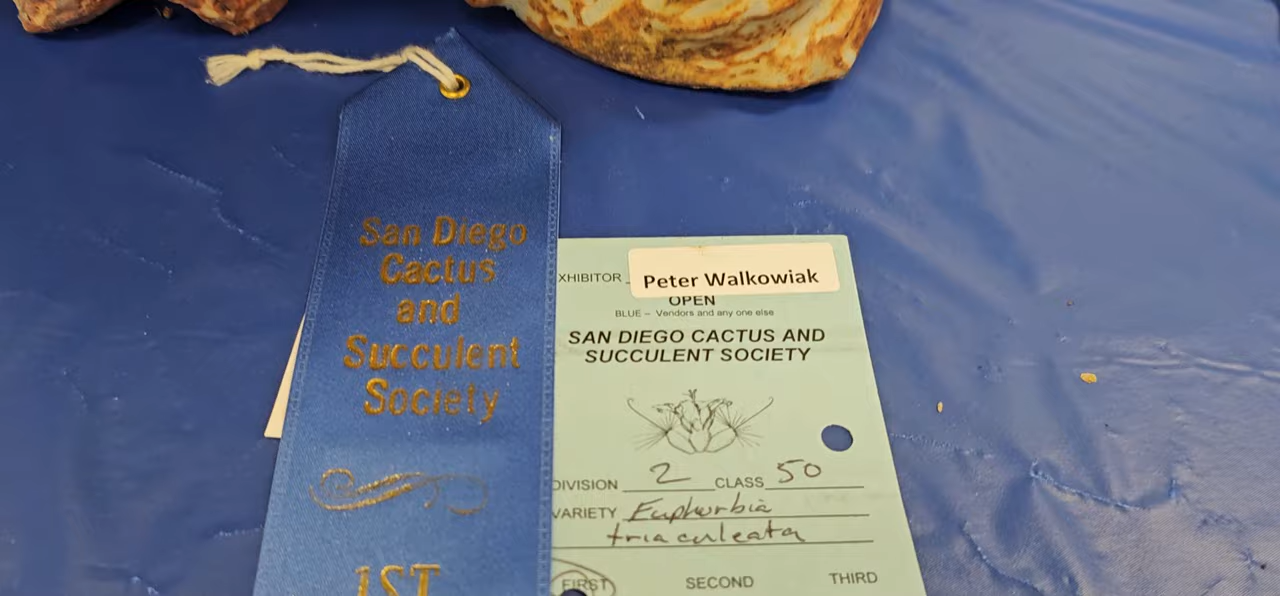 San Diego
Cactus
and
Succulent
Society
1ST
XHIBITOR Peter Walkowiak
OPEN
BLUE – Vendors and any one else
SAN DIEGO CACTUS AND
SUCCULENT SOCIETY
DIVISION 2 CLASS 50
VARIETY Euphorbia
triaculeata
FIRST SECOND THIRD